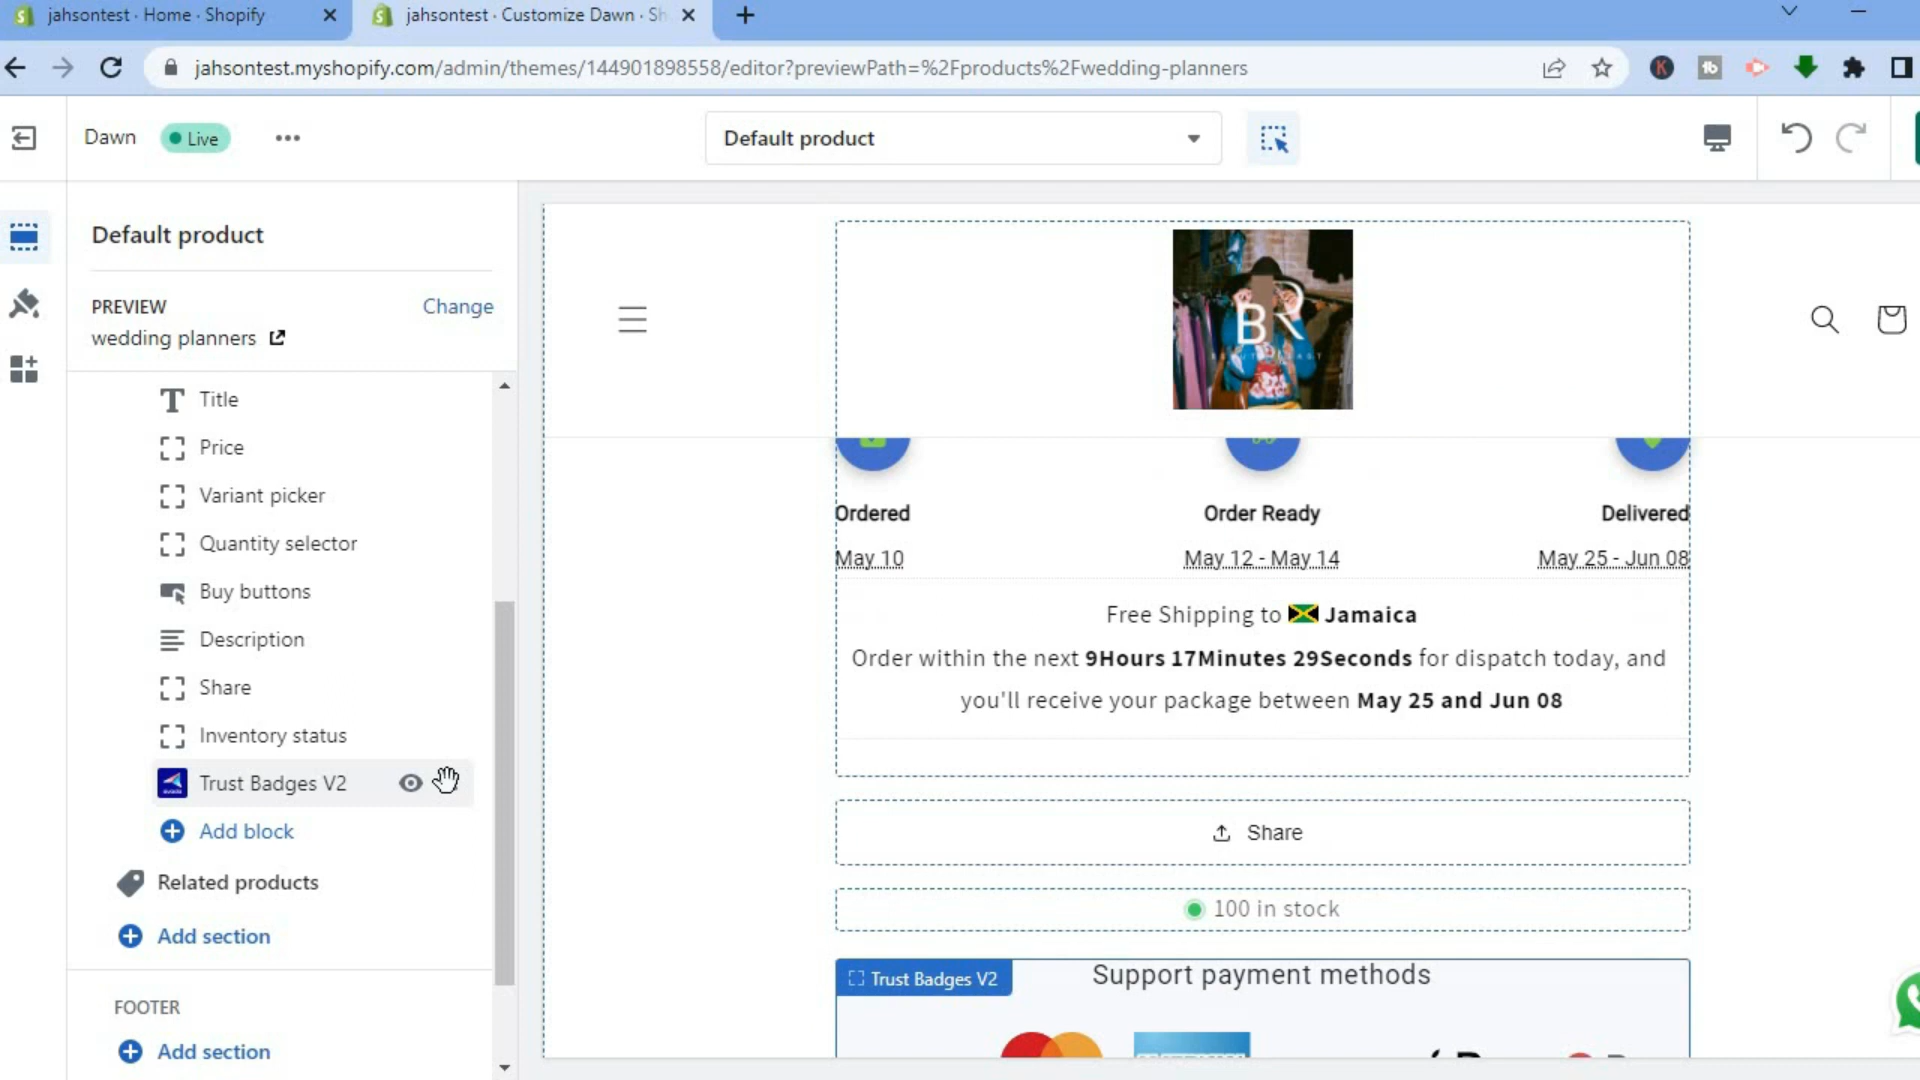 jahsontest · Home · Shopify
jahsontest · Customize Dawn · Sh
jahsontest.myshopify.com/admin/themes/144901898558/editor?previewPath=%2Fproducts%2Fwedding-planners
K
tb
Dawn
Live
Default product
Default product
PREVIEW
Change
wedding planners
Title
Price
Variant picker
Quantity selector
Buy buttons
Description
Share
Inventory status
Trust Badges V2
Add block
Related products
Add section
FOOTER
Add section
BR
Ordered
Order Ready
Delivered
May 10
May 12 - May 14
May 25 - Jun 08
Free Shipping to Jamaica
Order within the next 9Hours 17Minutes 29Seconds for dispatch today, and
you'll receive your package between May 25 and Jun 08
Share
100 in stock
Trust Badges V2
Support payment methods